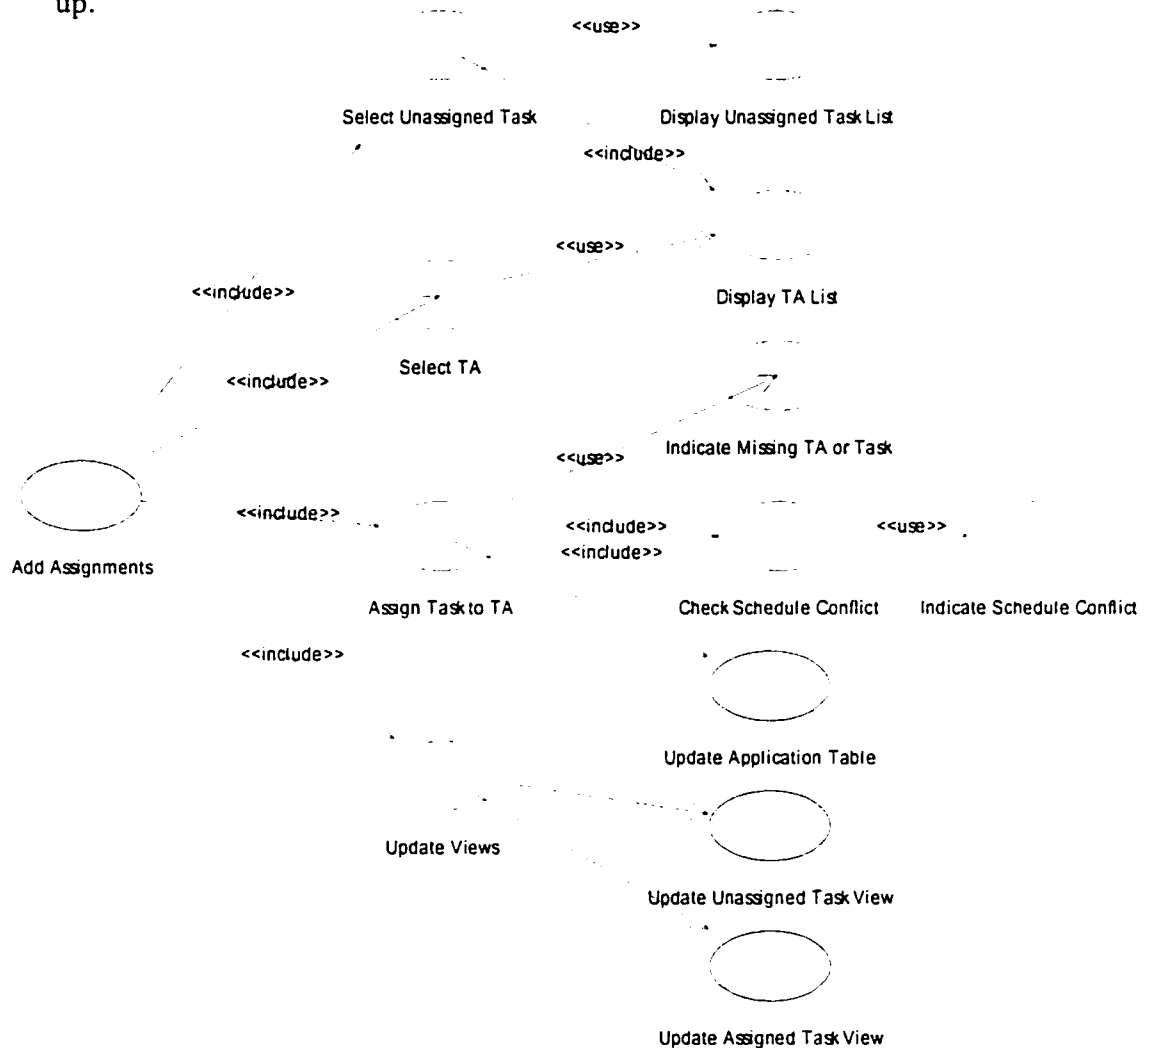 up.
<<use>>
Select Unassigned Task
Display Unassigned Task List
<<include>>
<<use>>
<<include>>
Display TA List
Select TA
<<include>>
Indicate Missing TA or Task
<<use>>
<<include>>
<<include>>
<<use>>
<<include>>
Add Assignments
Assign Task to TA
Check Schedule Conflict
Indicate Schedule Conflict
<<include>>
Update Application Table
Update Views
Update Unassigned Task View
Update Assigned Task View